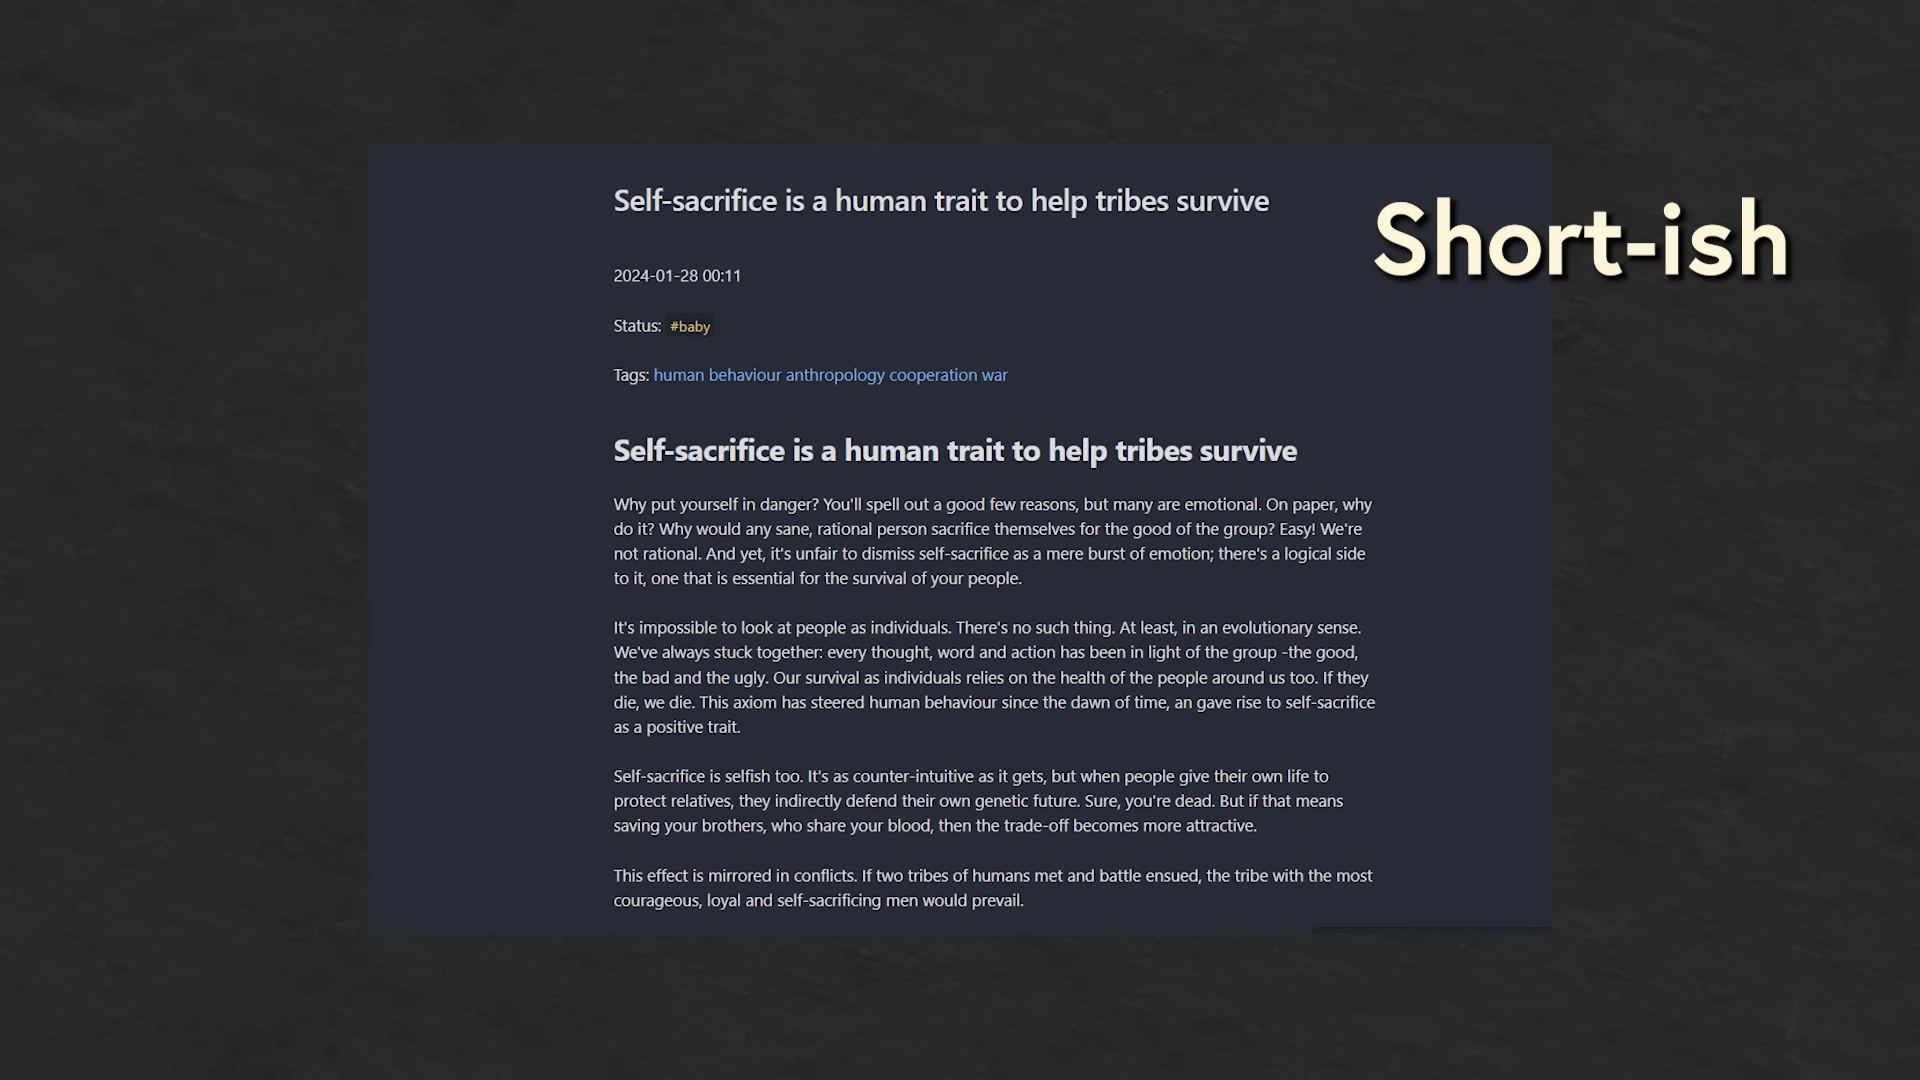 Self-sacrifice is a human trait to help tribes survive
Short-ish
2024-01-28 00:11
Status: #baby
Tags: human behaviour anthropology cooperation war
Self-sacrifice is a human trait to help tribes survive
Why put yourself in danger? You'll spell out a good few reasons, but many are emotional. On paper, why
do it? Why would any sane, rational person sacrifice themselves for the good of the group? Easy! We're
not rational. And yet, it's unfair to dismiss self-sacrifice as a mere burst of emotion; there's a logical side
to it, one that is essential for the survival of your people.
It's impossible to look at people as individuals. There's no such thing. At least, in an evolutionary sense.
We've always stuck together: every thought, word and action has been in light of the group -the good,
the bad and the ugly. Our survival as individuals relies on the health of the people around us too. If they
die, we die. This axiom has steered human behaviour since the dawn of time, an gave rise to self-sacrifice
as a positive trait.
Self-sacrifice is selfish too. It's as counter-intuitive as it gets, but when people give their own life to
protect relatives, they indirectly defend their own genetic future. Sure, you're dead. But if that means
saving your brothers, who share your blood, then the trade-off becomes more attractive.
This effect is mirrored in conflicts. If two tribes of humans met and battle ensued, the tribe with the most
courageous, loyal and self-sacrificing men would prevail.